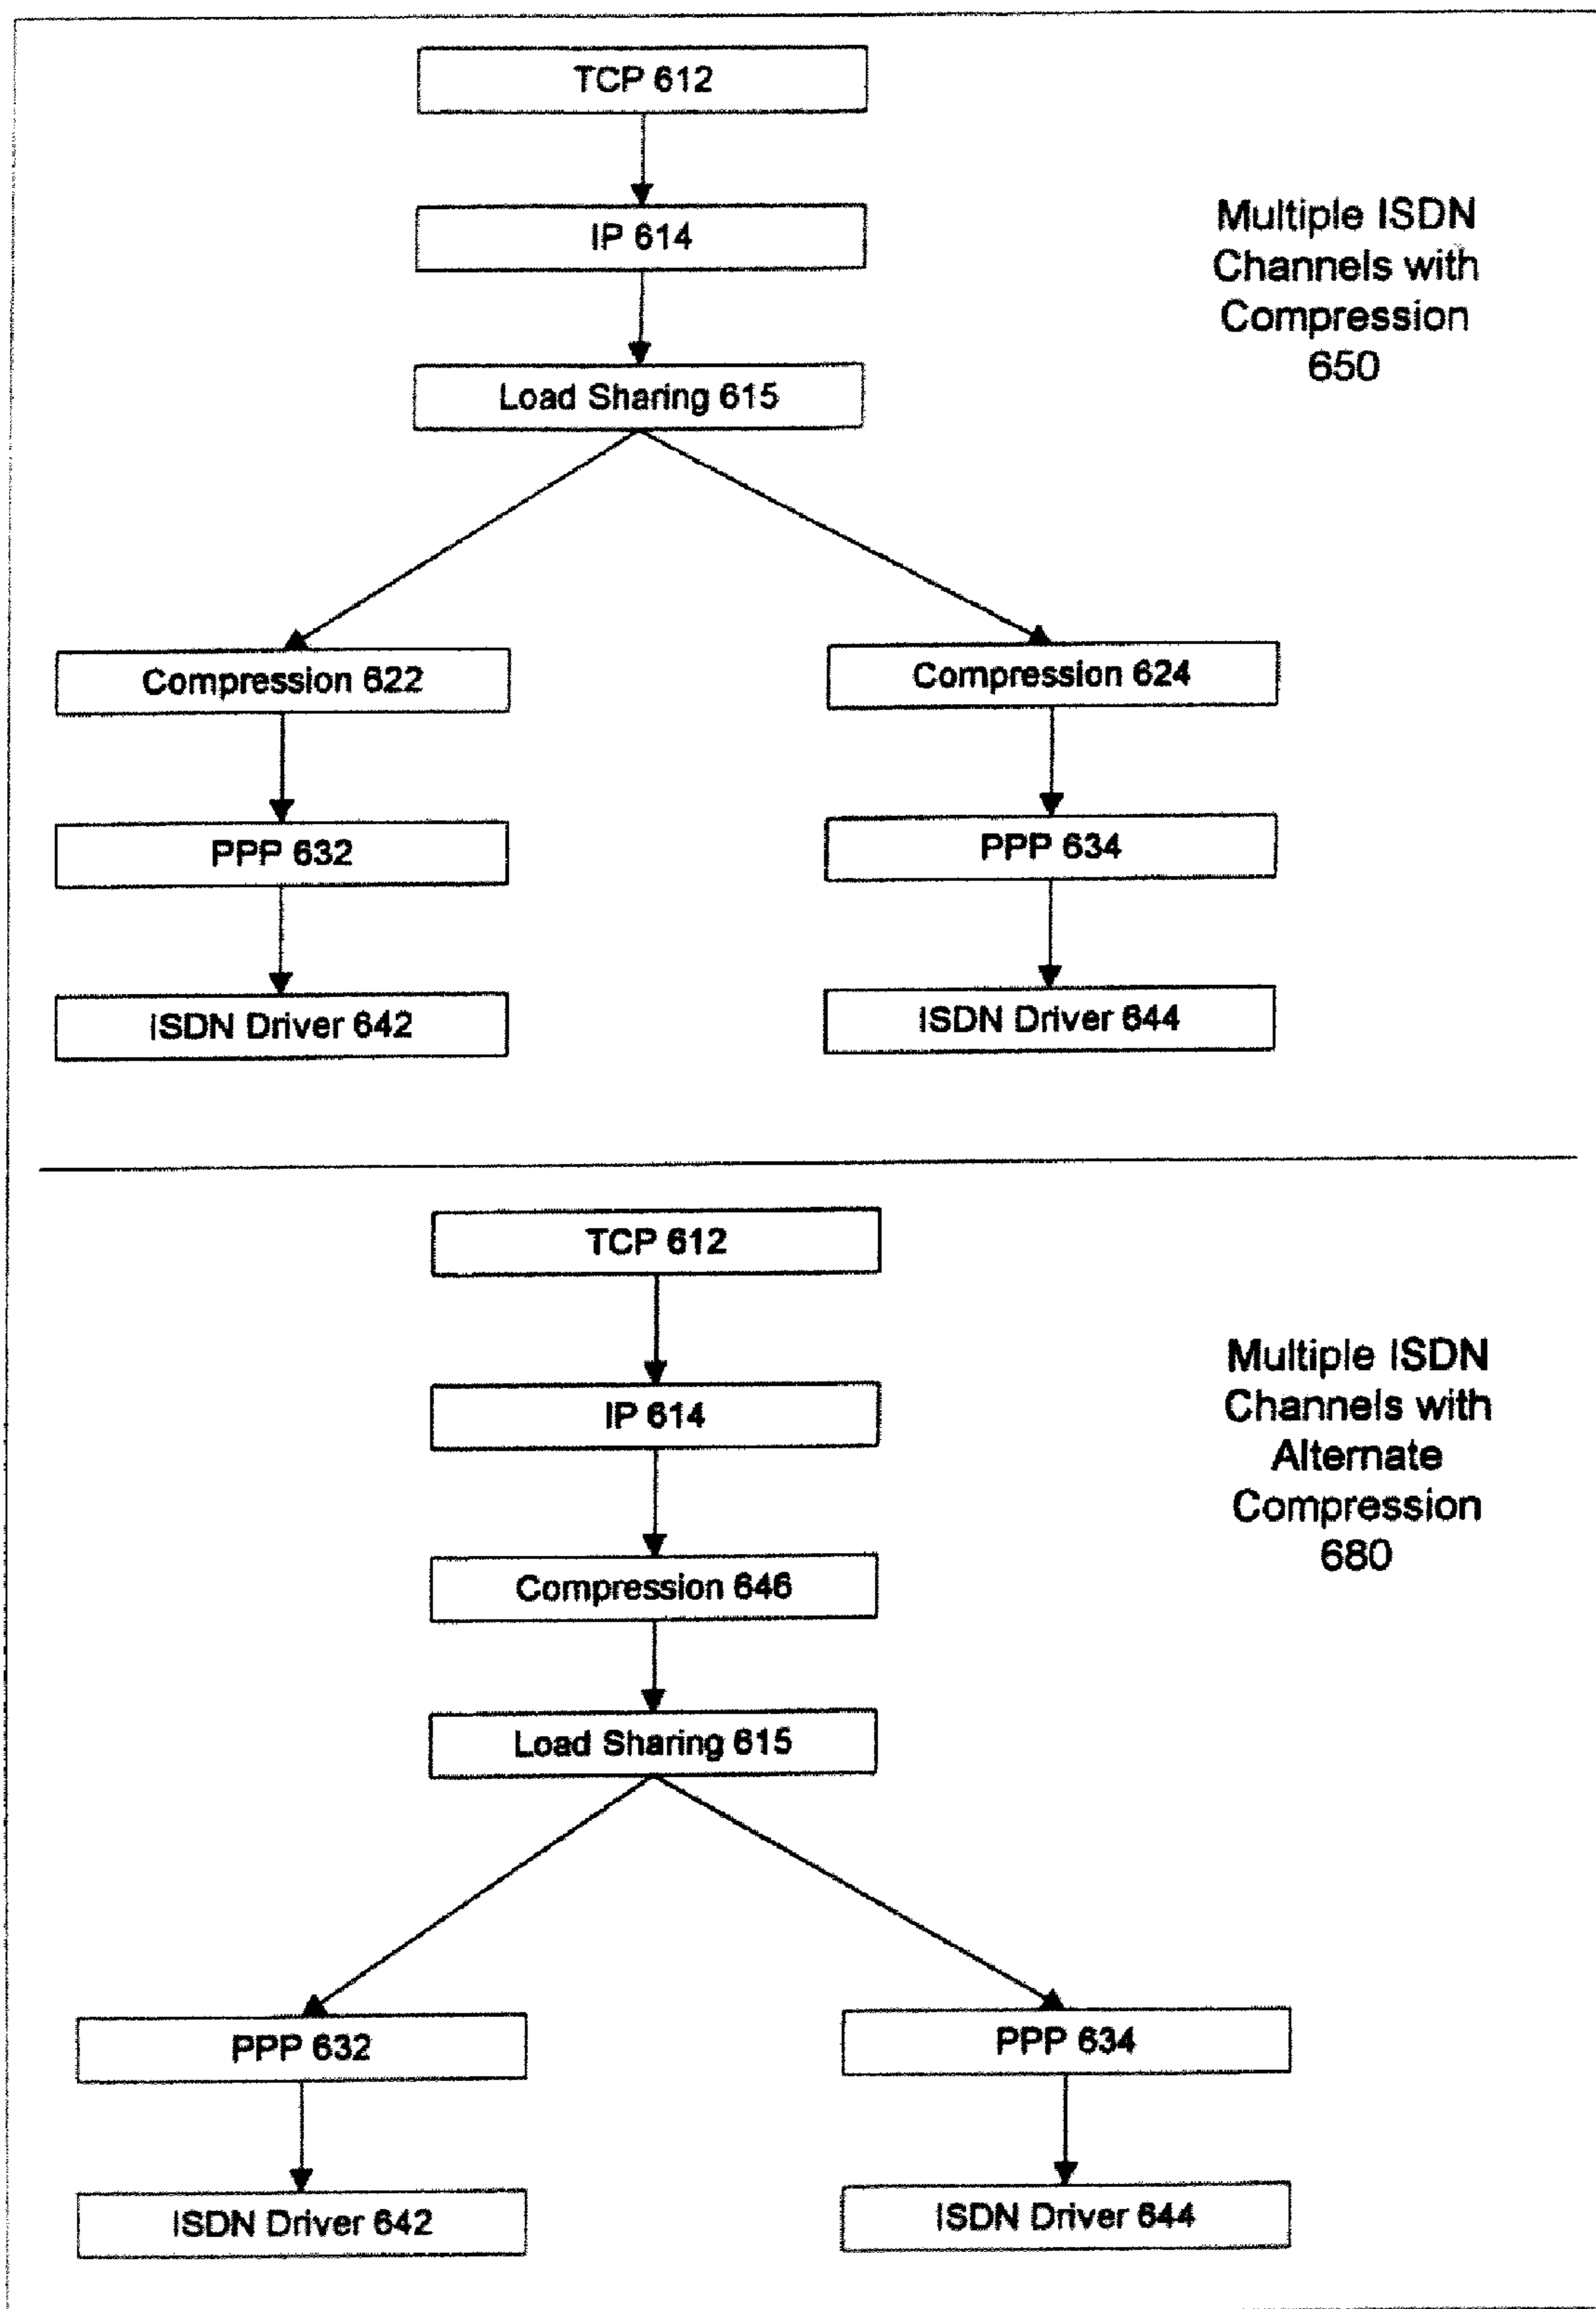 TCP 612
IP 614
Multiple ISDN
Channels with
Compression
650
Load Sharing 615
Compression 622
Compression 624
PPP 632
PPP 634
ISDN Driver 642
ISDN Driver 644
TCP 612
IP 614
Multiple ISDN
Channels with
Alternate
Compression
680
Compression 646
Load Sharing 615
PPP 632
PPP 634
ISDN Driver 642
ISDN Driver 644